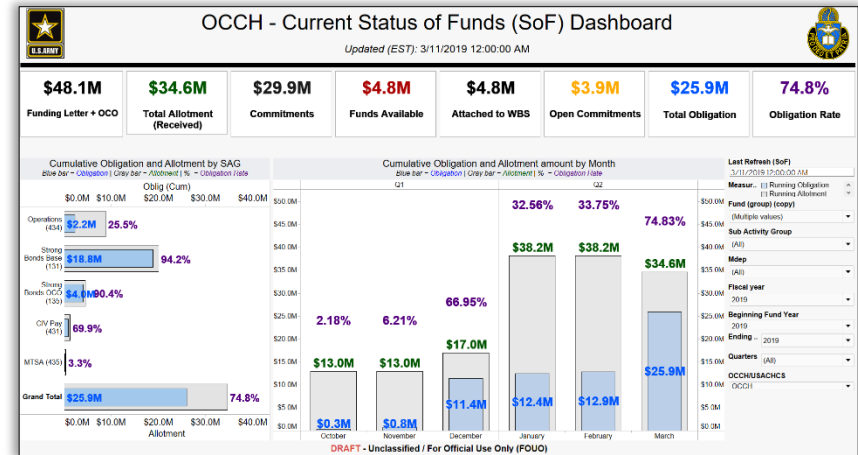 OCCH - Current Status of Funds (SoF) Dashboard
Updated (EST): 3/11/2019 12:00:00 AM
U.S.ARMY
$48.1M
Funding Letter + OCO
$34.6M
Total Allotment
(Received)
$29.9M
Commitments
$4.8M
Funds Available
$4.8M
Attached to WBS
$3.9M
Open Commitments
$25.9M
Total Obligation
74.8%
Obligation Rate
Cumulative Obligation and Allotment by SAG
Blue bar = Obligation | Gray bar = Allotment | % = Obligation Rate
Oblig (Cum)
$0.0M $10.0M $20.0M $30.0M $40.0M
Operations
(434)
$2.2M 25.5%
Strong
Bonds Base
(131)
$18.8M 94.2%
Strong
Bonds OCO
(135)
$4.0M 90.4%
CIV Pay
(431)
69.9%
MTSA (435) 3.3%
Grand Total $25.9M 74.8%
$0.0M $10.0M $20.0M $30.0M $40.0M
Allotment
Cumulative Obligation and Allotment amount by Month
Blue bar = Obligation | Gray bar = Allotment | % = Obligation Rate
Q1 Q2
$50.0M $50.0M
$45.0M $45.0M
$40.0M $40.0M
$35.0M $35.0M
$30.0M $30.0M
$25.0M $25.0M
$20.0M $20.0M
$15.0M $15.0M
$10.0M $10.0M
$5.0M $5.0M
$0.0M $0.0M
2.18% 6.21% 66.95% 32.56% 33.75% 74.83%
$13.0M $13.0M $17.0M $38.2M $38.2M $34.6M
$0.3M $0.8M $11.4M $12.4M $12.9M $25.9M
October November December January February March
DRAFT - Unclassified / For Official Use Only (FOUO)
Last Refresh (SoF)
3/11/2019 12:00:00 AM
Measur.. Running Obligation
Running Allotment
Fund (group) (copy)
(Multiple values)
Sub Activity Group
(All)
Mdep
(All)
Fiscal year
2019
Beginning Fund Year
2019
Ending .. 2019
Quarters (All)
OCCH/USACHCS
OCCH